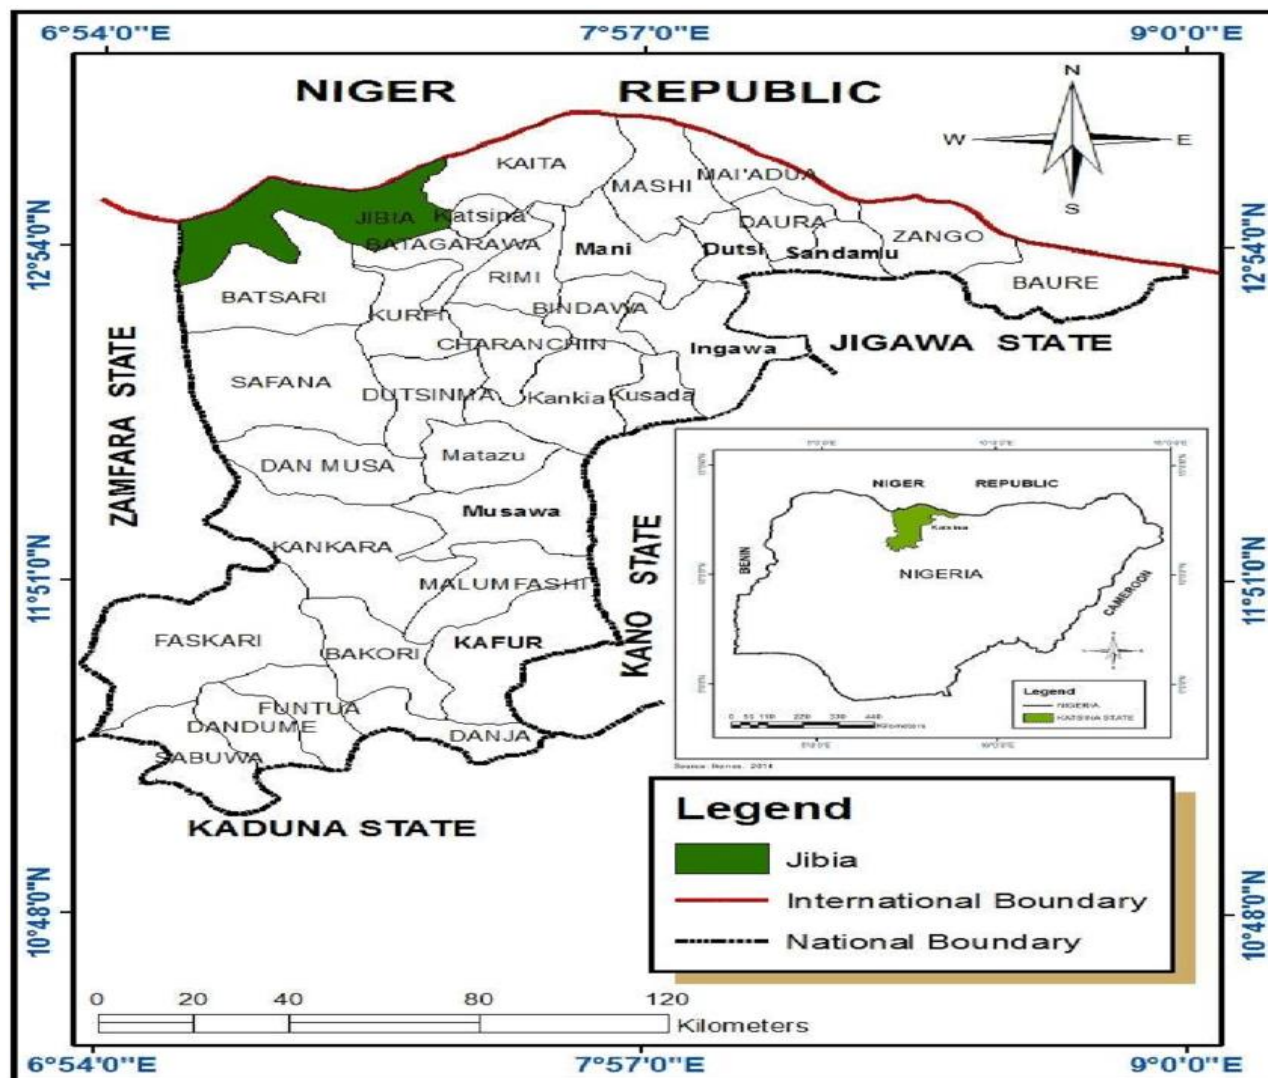 6°54'0"E 7°57'0"E 9°0'0"E
NIGER REPUBLIC
N
W E
S
KAITA
MASHI
MAI'ADUA
JIBIA
Katsina
DAURA
ZANGO
BATAGARAWA
Mani
Dutsi
Sandamu
12°54'0"N
12°54'0"N
RIMI
BAURE
BATSARI
KURFI
BINDAWA
CHARANCHIN
Ingawa
JIGAWA STATE
ZAMFARA STATE
SAFANA
DUTSINMA
Kankia
Kusada
DAN MUSA
Matazu
Musawa
KANKARA
MALUMFASHI
KANO STATE
11°51'0"N
11°51'0"N
FASKARI
BAKORI
KAFUR
FUNTUA
DANDUME
DANJA
SABUWA
KADUNA STATE
NIGER REPUBLIC
Katsina
BENIN
NIGERIA
CAMEROON
Legend
NIGERIA
KATSINA STATE
Kilometers
Legend
Jibia
International Boundary
National Boundary
10°48'0"N
10°48'0"N
0 20 40 80 120
Kilometers
6°54'0"E 7°57'0"E 9°0'0"E